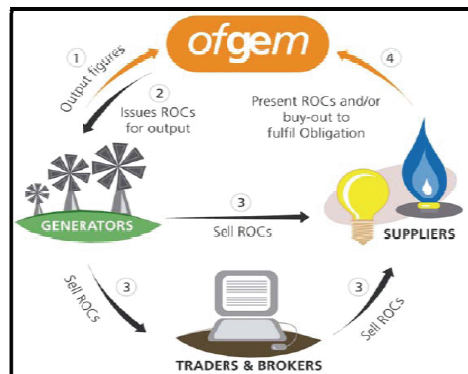 ofgem
1
Output figures
2
Issues ROCs
for output
4
Present ROCs and/or
buy-out to
fulfil Obligation
GENERATORS
3
Sell ROCs
SUPPLIERS
3
Sell ROCs
3
Sell ROCs
TRADERS & BROKERS